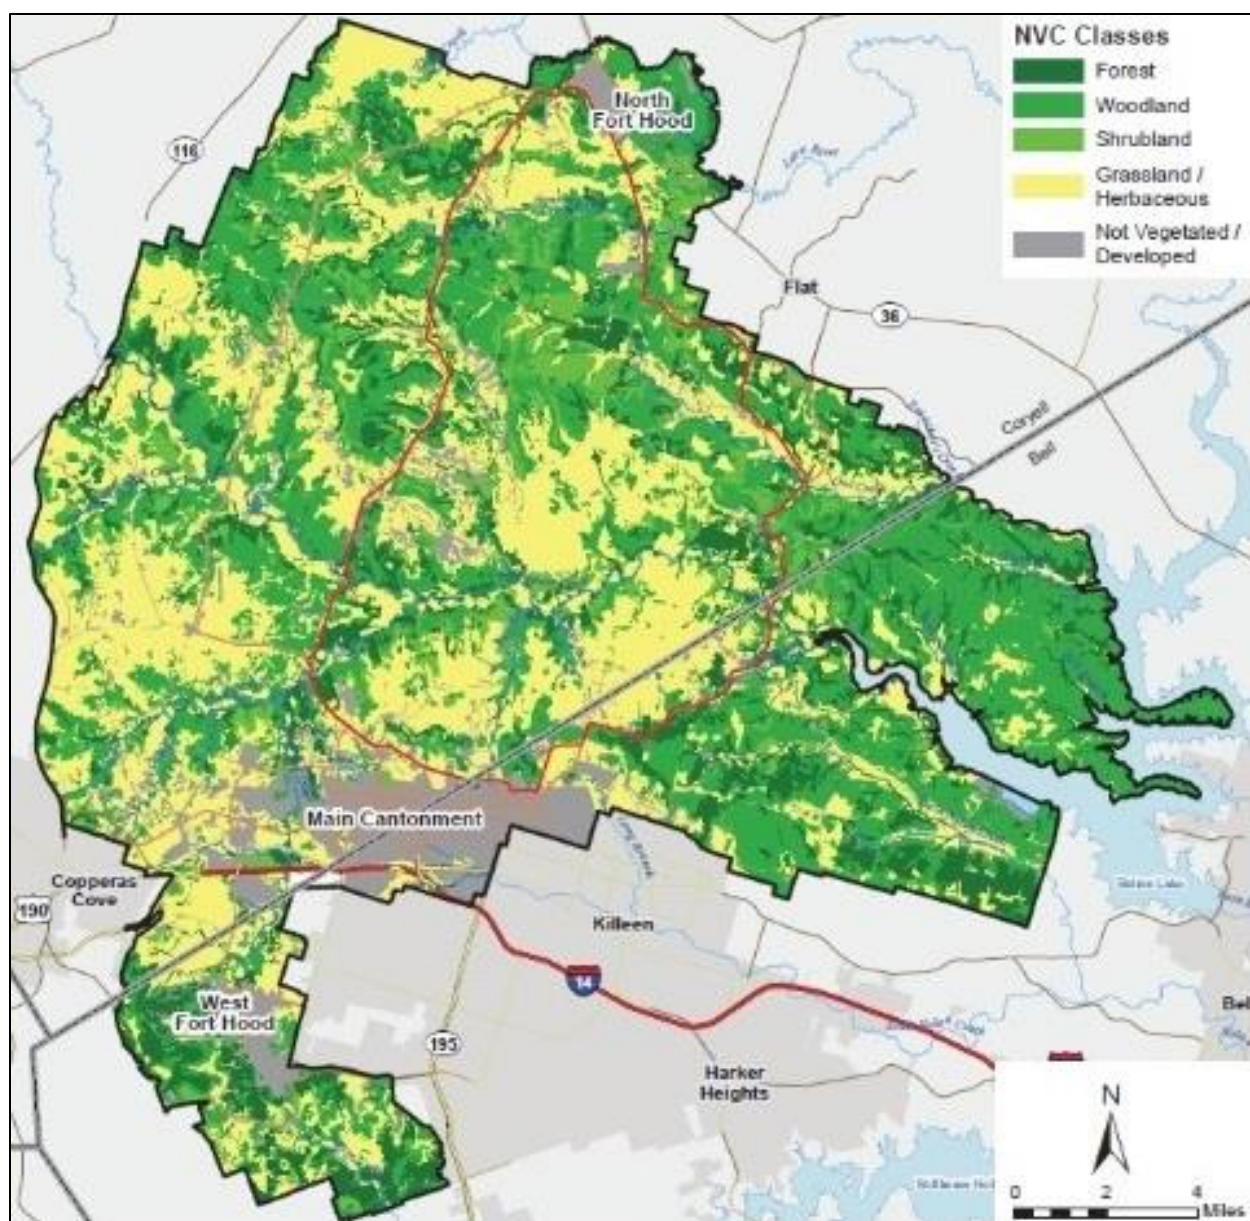 NVC Classes
Forest
Woodland
Shrubland
Grassland /
Herbaceous
Not Vegetated /
Developed
North
Fort Hood
116
Flat
36
Coryell
Bell
Main Cantonment
Copperas
Cove
190
Killeen
West
Fort Hood
14
195
Harker
Heights
Bel
N
0 2 4
Miles